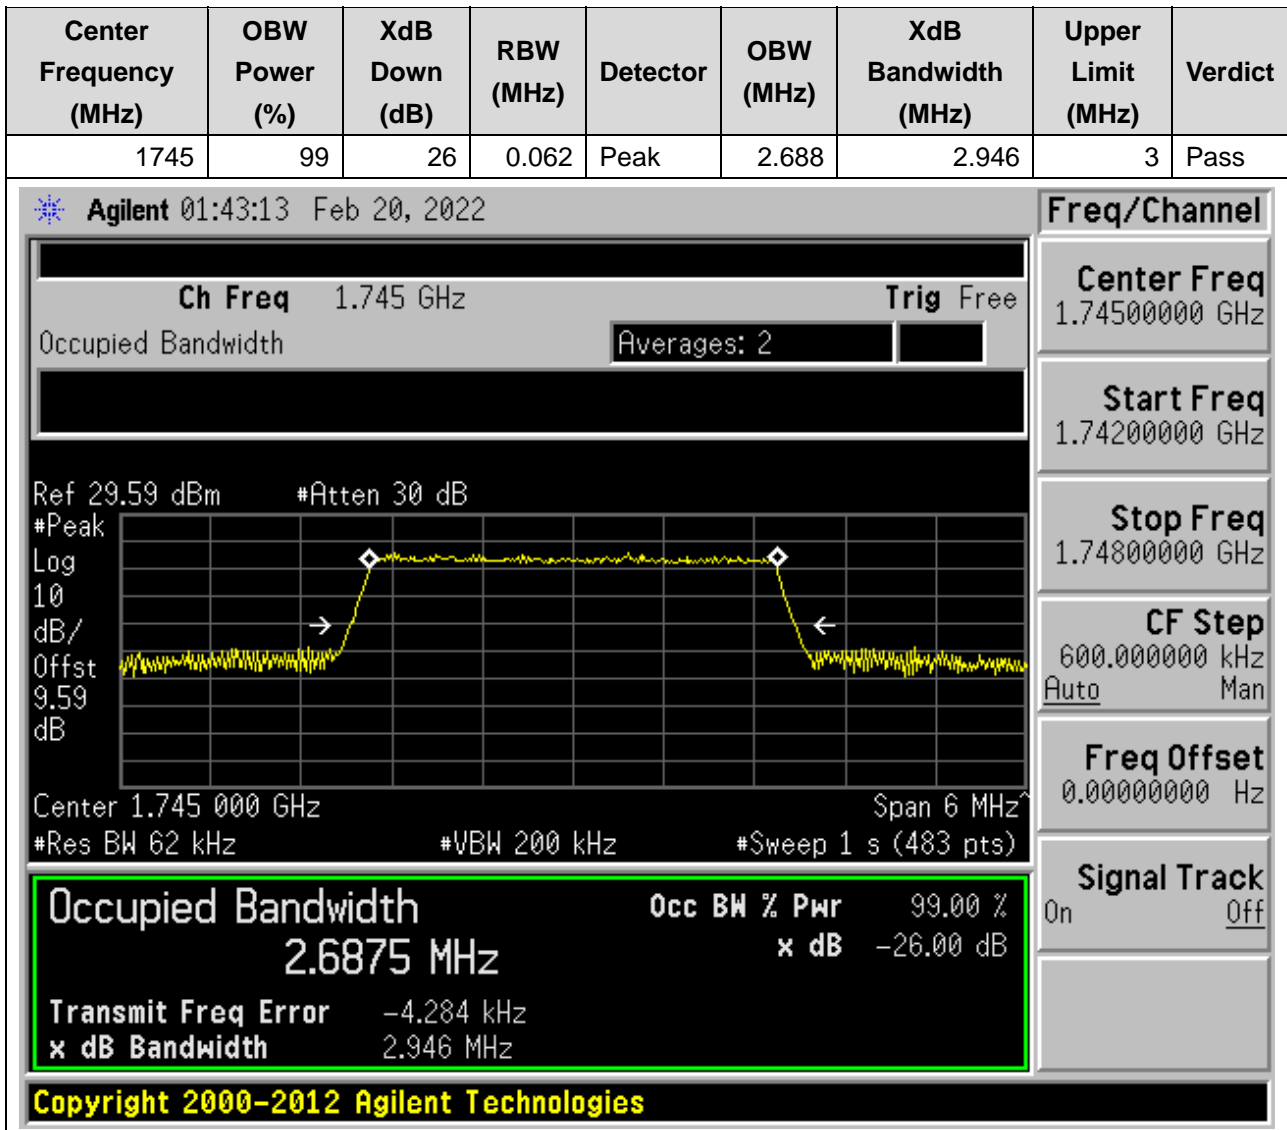 Center Frequency (MHz) OBW Power (%) XdB Down (dB) RBW (MHz) Detector OBW (MHz) XdB Bandwidth (MHz) Upper Limit (MHz) Verdict
1745 99 26 0.062 Peak 2.688 2.946 3 Pass
Agilent 01:43:13 Feb 20, 2022
Freq/Channel
Ch Freq 1.745 GHz Trig Free
Occupied Bandwidth Averages: 2
Center Freq
1.74500000 GHz
Start Freq
1.74200000 GHz
Stop Freq
1.74800000 GHz
CF Step
600.000000 kHz
Auto Man
Freq Offset
0.00000000 Hz
Signal Track
On Off
Ref 29.59 dBm #Atten 30 dB
#Peak
Log
10
dB/
Offst
9.59
dB
Center 1.745 000 GHz Span 6 MHz^
#Res BW 62 kHz #VBW 200 kHz #Sweep 1 s (483 pts)
Occupied Bandwidth Occ BW % Pwr 99.00 %
2.6875 MHz x dB -26.00 dB
Transmit Freq Error -4.284 kHz
x dB Bandwidth 2.946 MHz
Copyright 2000-2012 Agilent Technologies